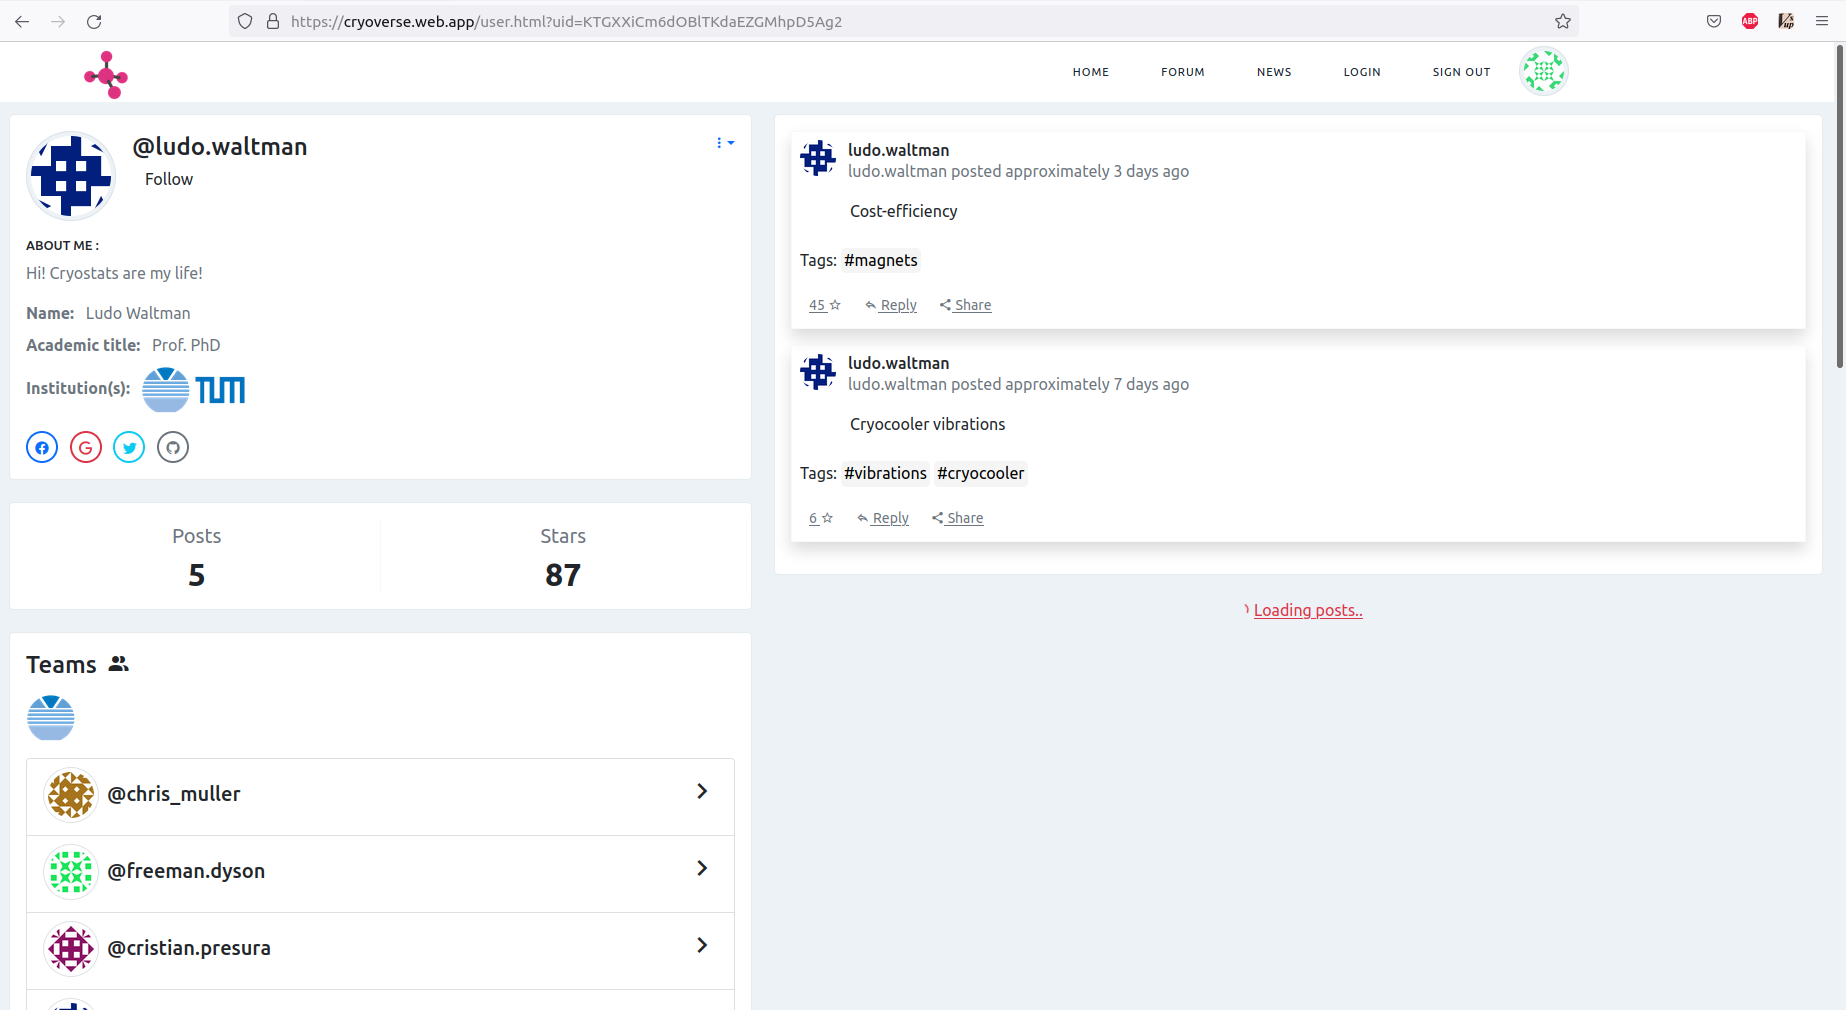 https://cryoverse.web.app/user.html?uid=KTGXXiCm6dOBlTKdaEZGMhpD5Ag2
ABP
up
HOME FORUM NEWS LOGIN SIGN OUT
@ludo.waltman
Follow
ABOUT ME :
Hi! Cryostats are my life!
Name: Ludo Waltman
Academic title: Prof. PhD
Institution(s): TUM
Posts
5
Stars
87
Teams
@chris_muller
@freeman.dyson
@cristian.presura
ludo.waltman
ludo.waltman posted approximately 3 days ago
Cost-efficiency
Tags: #magnets
45 Reply Share
ludo.waltman
ludo.waltman posted approximately 7 days ago
Cryocooler vibrations
Tags: #vibrations #cryocooler
6 Reply Share
Loading posts..